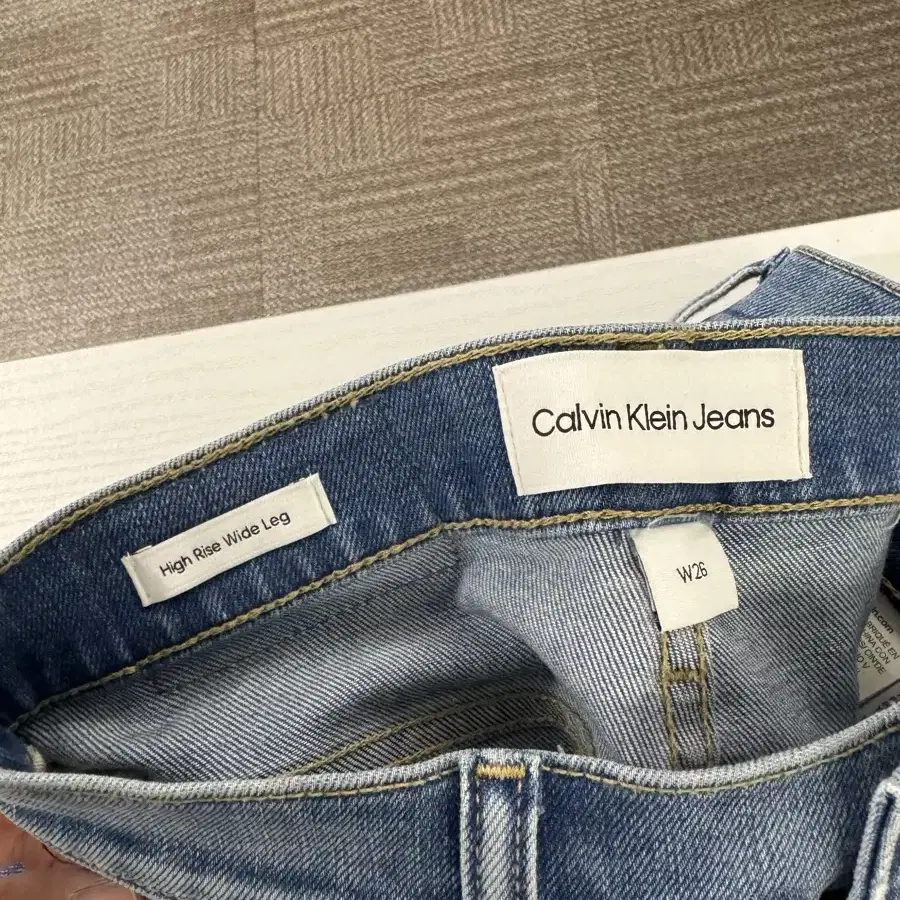 Calvin Klein Jeans
High Rise Wide Leg
W26